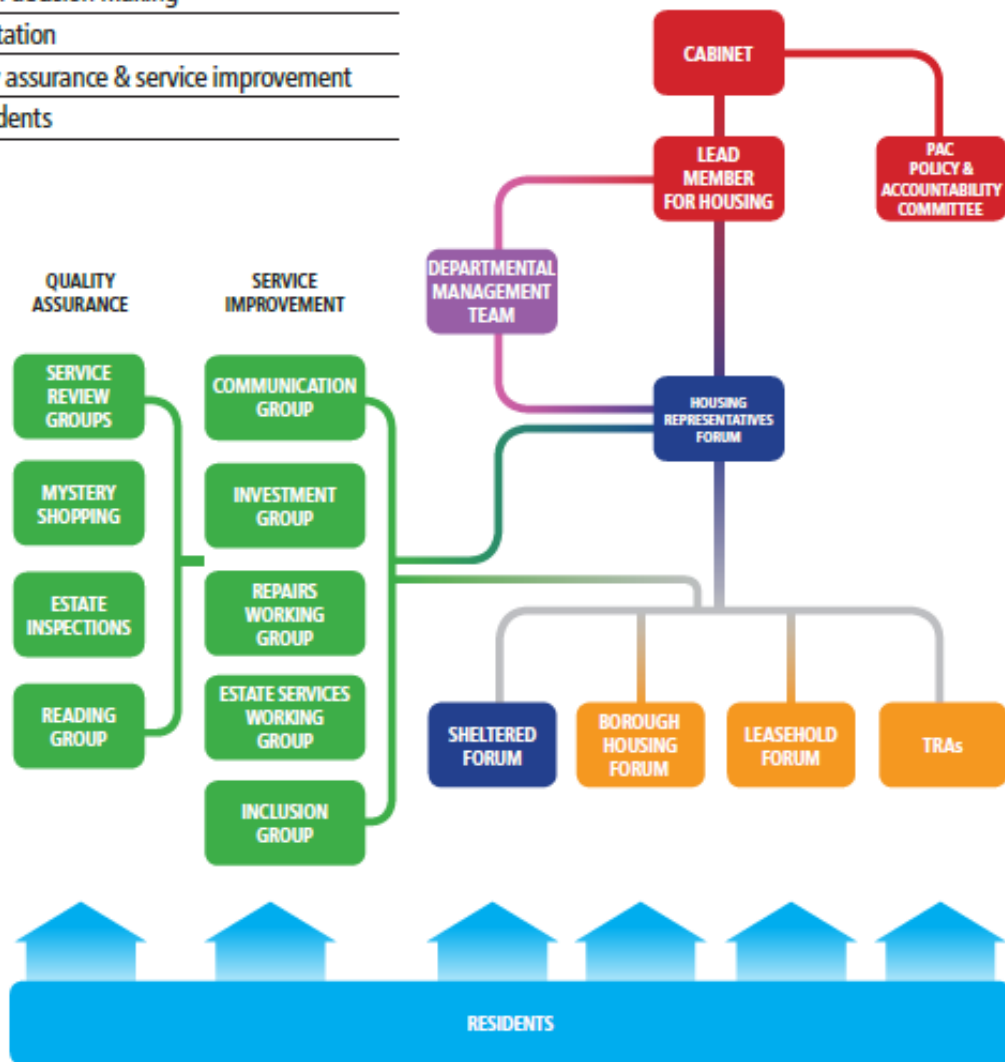 decision making
assurance & service improvement
CABINET
LEAD
MEMBER
FOR HOUSING
PAC
POLICY &
ACCOUNTABILITY
COMMITTEE
DEPARTMENTAL
MANAGEMENT
TEAM
QUALITY
ASSURANCE
SERVICE
IMPROVEMENT
SERVICE
REVIEW
GROUPS
MYSTERY
SHOPPING
ESTATE
INSPECTIONS
READING
GROUP
COMMUNICATION
GROUP
INVESTMENT
GROUP
REPAIRS
WORKING
GROUP
ESTATE SERVICES
WORKING
GROUP
INCLUSION
GROUP
HOUSING
REPRESENTATIVES
FORUM
SHELTERED
FORUM
BOROUGH
HOUSING
FORUM
LEASEHOLD
FORUM
TRAs
RESIDENTS